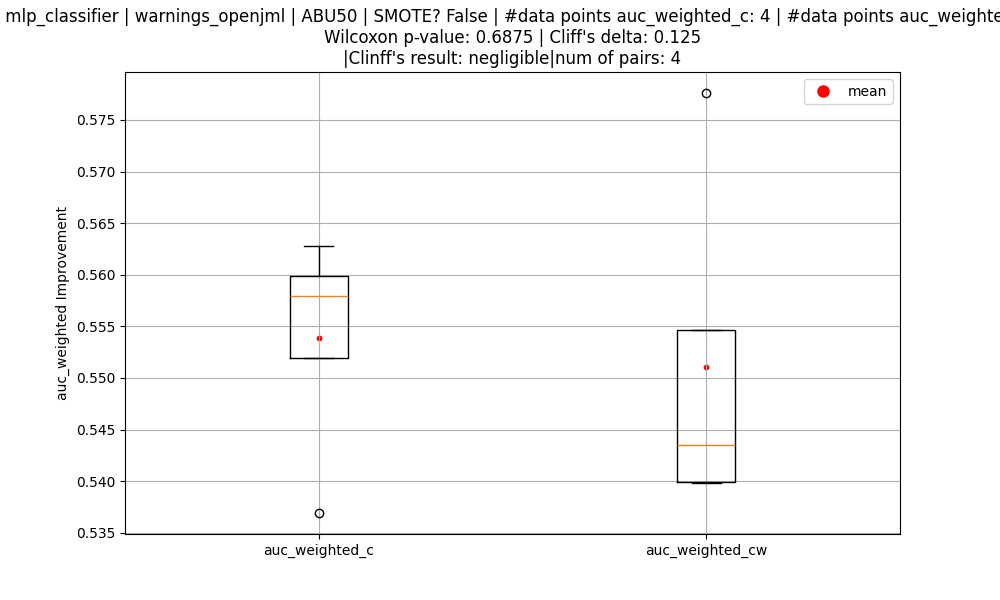 mlp_classifier | warnings_openjml | ABU50 | SMOTE? False | #data points auc_weighted_c: 4 | #data points auc_weighte
Wilcoxon p-value: 0.6875 | Cliff's delta: 0.125
|Clinff's result: negligible|num of pairs: 4
mean
0.575
0.570
0.565
0.560
0.555
0.550
0.545
0.540
0.535
auc_weighted Improvement
auc_weighted_c
auc_weighted_cw